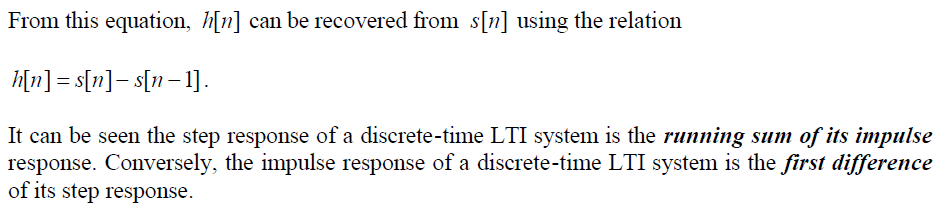 From this equation, h[n] can be recovered from s[n] using the relation
h[n] = s[n] − s[n − 1].
It can be seen the step response of a discrete-time LTI system is the running sum of its impulse
response. Conversely, the impulse response of a discrete-time LTI system is the first difference
of its step response.